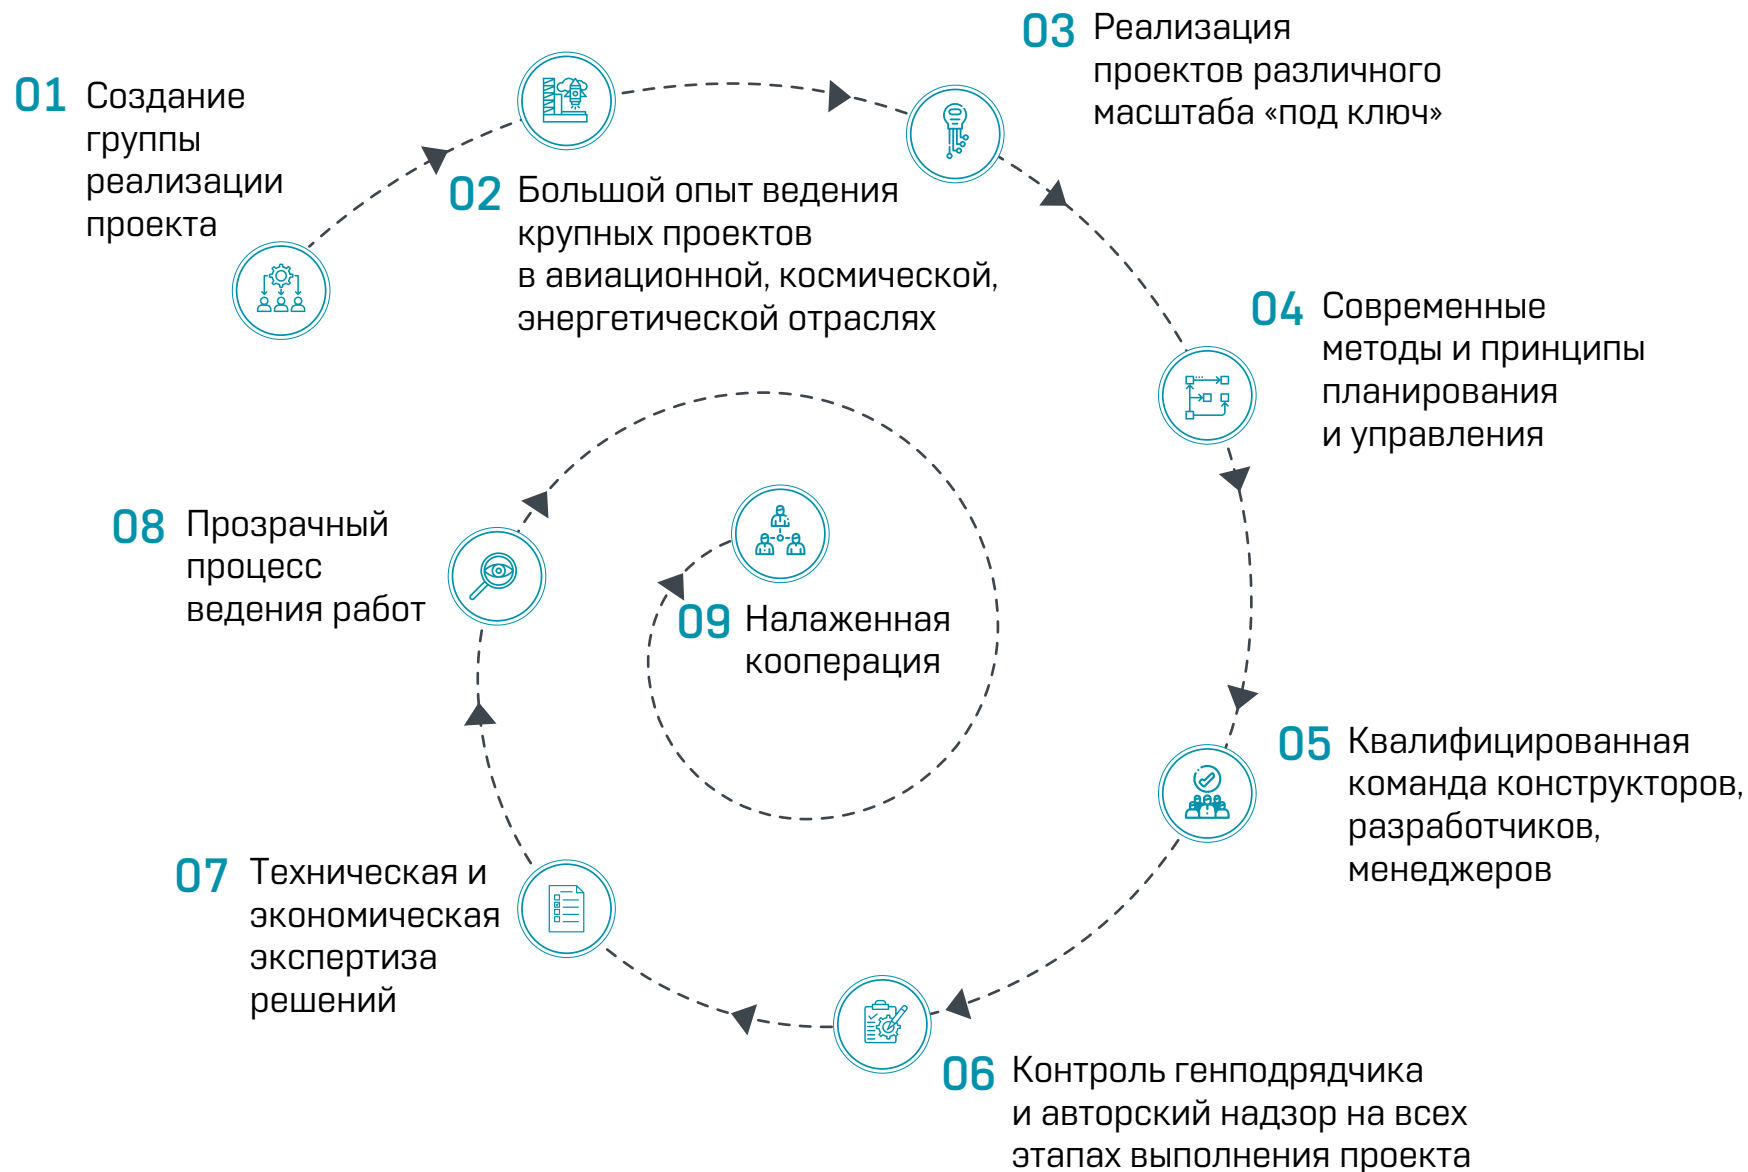 01 Создание
группы
реализации
проекта
02 Большой опыт ведения
крупных проектов
в авиационной, космической,
энергетической отраслях
03 Реализация
проектов различного
масштаба «под ключ»
04 Современные
методы и принципы
планирования
и управления
05 Квалифицированная
команда конструкторов,
разработчиков,
менеджеров
06 Контроль генподрядчика
и авторский надзор на всех
этапах выполнения проекта
07 Техническая и
экономическая
экспертиза
решений
08 Прозрачный
процесс
ведения работ
09 Налаженная
кооперация